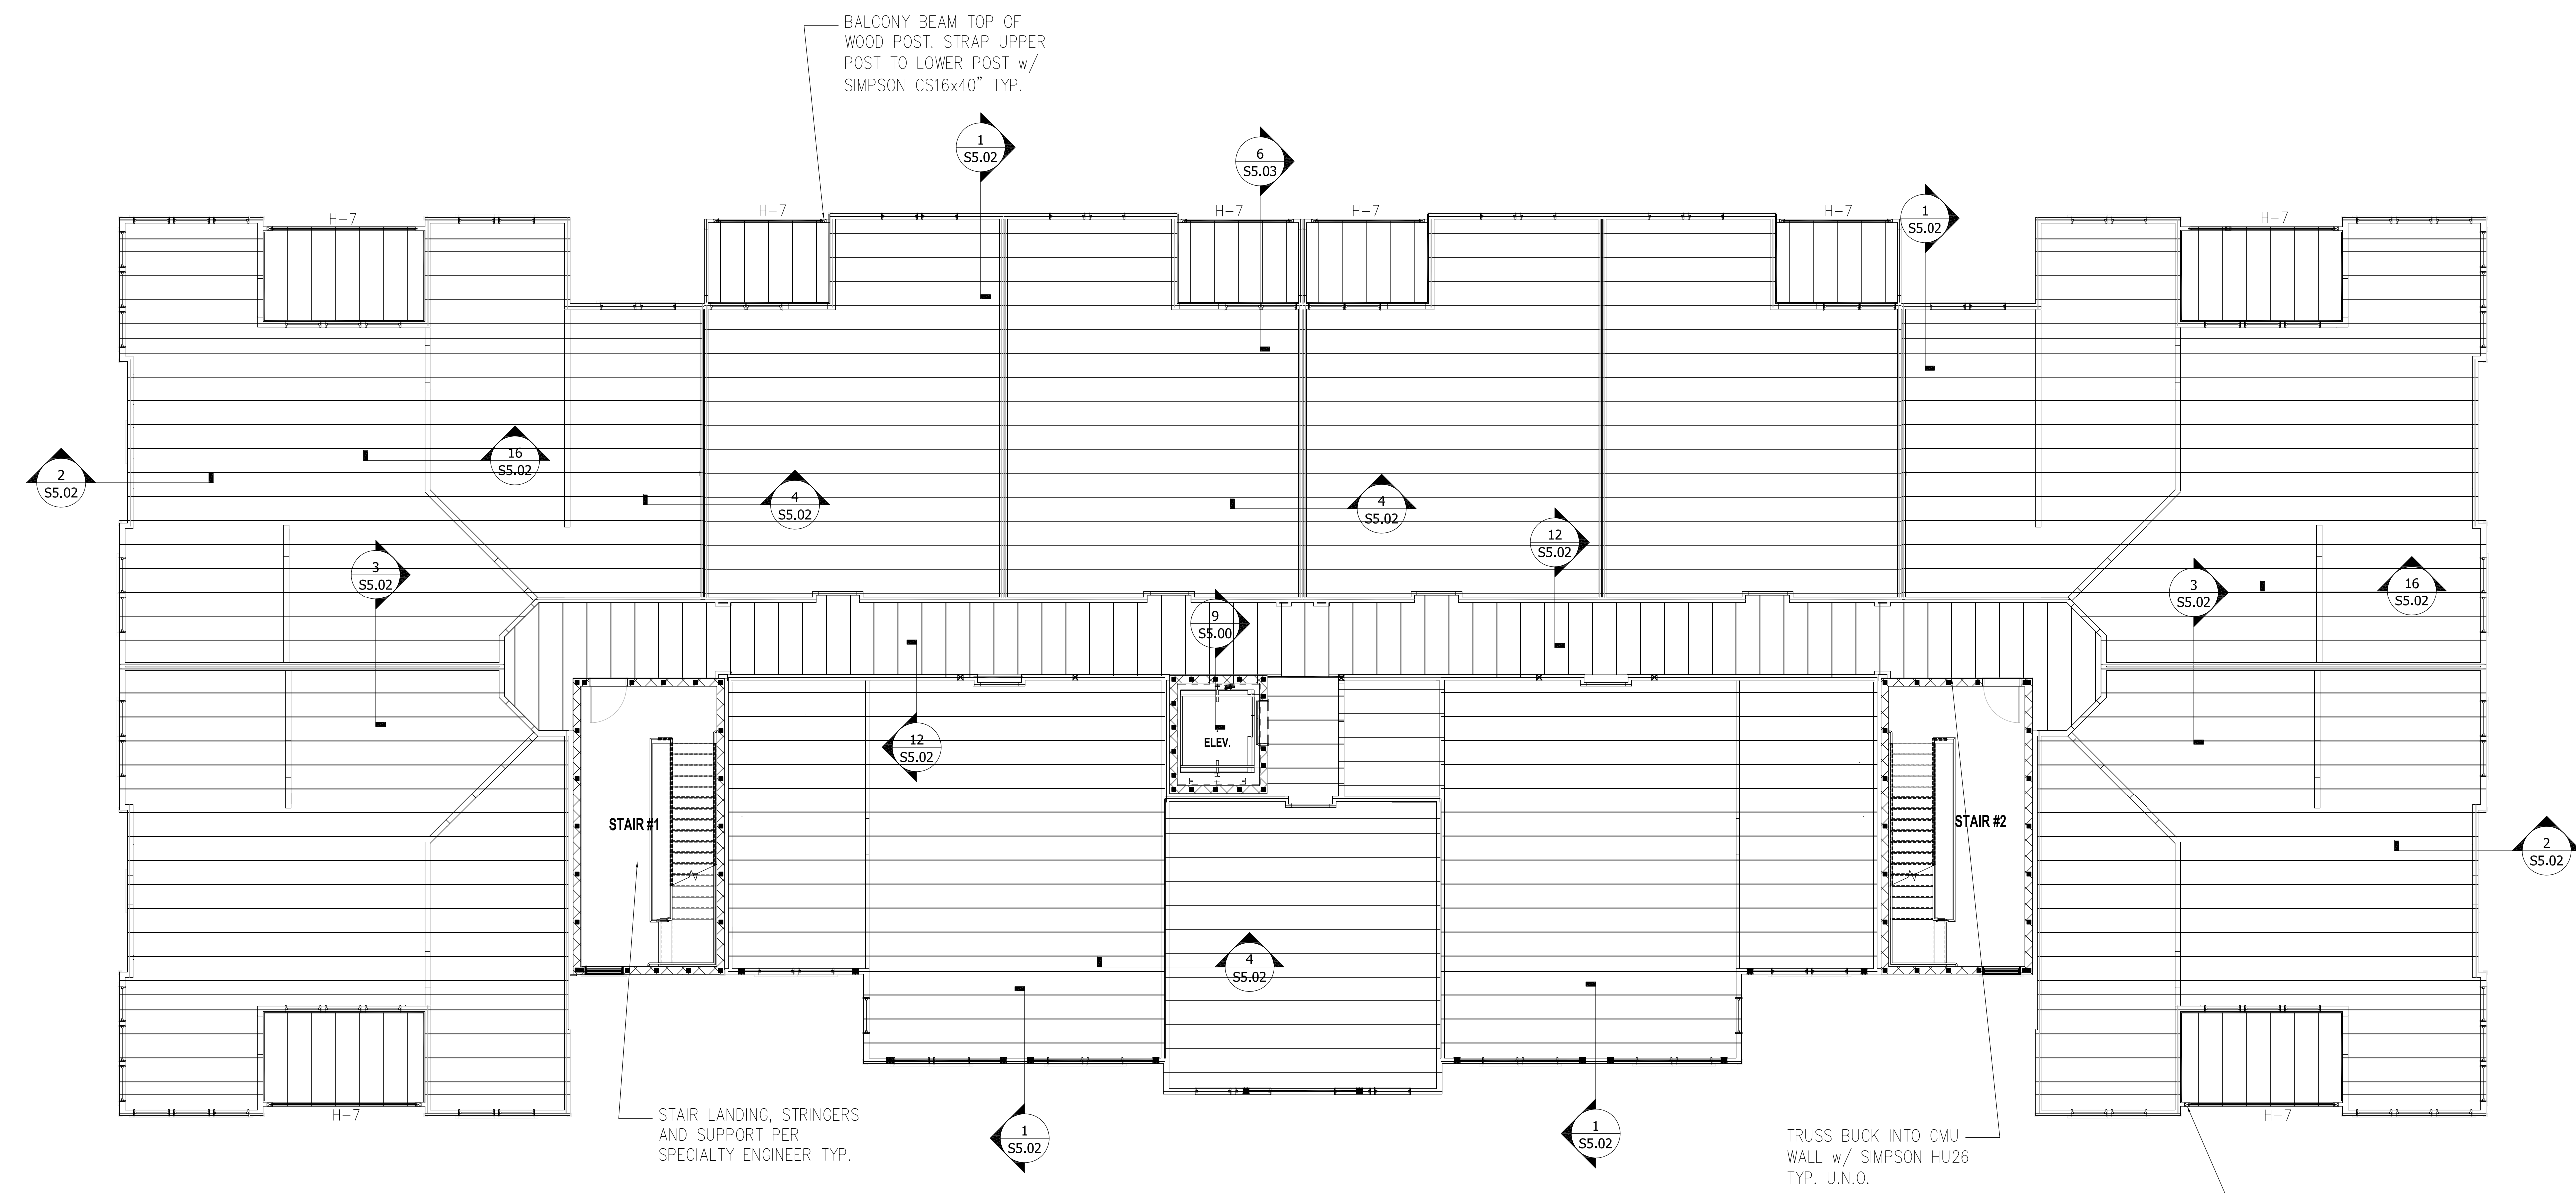 BALCONY BEAM TOP OF
WOOD POST. STRAP UPPER
POST TO LOWER POST w/
SIMPSON CS16x40" TYP.
1
S5.02
6
S5.03
1
S5.02
H-7
H-7
H-7
H-7
H-7
H-7
2
S5.02
16
S5.02
4
S5.02
4
S5.02
12
S5.02
3
S5.02
3
S5.02
16
S5.02
9
S5.00
12
S5.02
ELEV.
STAIR #1
STAIR #2
2
S5.02
4
S5.02
H-7
H-7
STAIR LANDING, STRINGERS
AND SUPPORT PER
SPECIALTY ENGINEER TYP.
1
S5.02
1
S5.02
TRUSS BUCK INTO CMU
WALL w/ SIMPSON HU26
TYP. U.N.O.